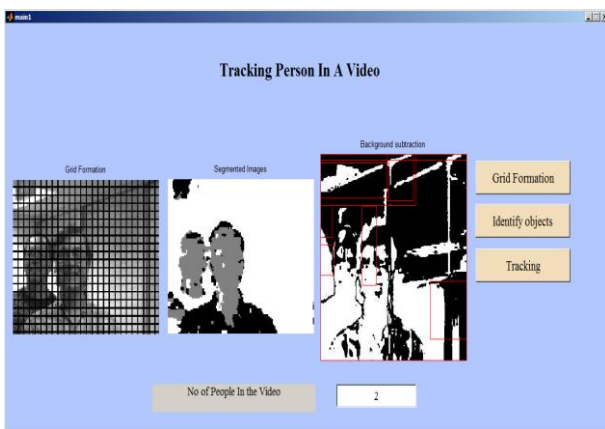 main1
Tracking Person In A Video
Background subtraction
Grid Formation
Segmented Images
Grid Formation
Identify objects
Tracking
No of People In the Video
2